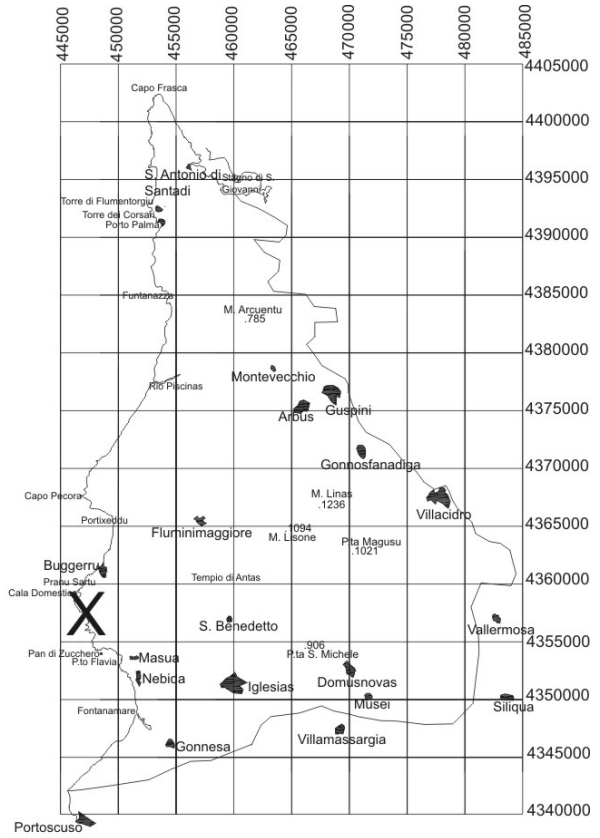 445000
450000
455000
460000
465000
470000
475000
480000
485000
4405000
Capo Frasca
4400000
S. Antonio di
Santadi
Stagno di S.
Giovanni
4395000
Torre di Flumentorgiu
Torre dei Corsari
Porto Palma
4390000
Funtanazza
4385000
M. Arcuentu
.785
4380000
Montevecchio
Rio Piscinas
Guspini
Arbus
4375000
Gonnosfanadiga
4370000
Capo Pecora
M. Linas
.1236
Villacidro
Portixeddu
Fluminimaggiore
1094
M. Lisone
4365000
P.ta Magusu
.1021
Buggerru
Pranu Sartu
Cala Domestica
Tempio di Antas
4360000
X
S. Benedetto
Vallermosa
4355000
Pan di Zucchero
P.to Flavia
Masua
.906
P.ta S. Michele
Nebida
Iglesias
Domusnovas
Musei
Siliqua
4350000
Fontanamare
Gonnesa
Villamassargia
4345000
Portoscuso
4340000